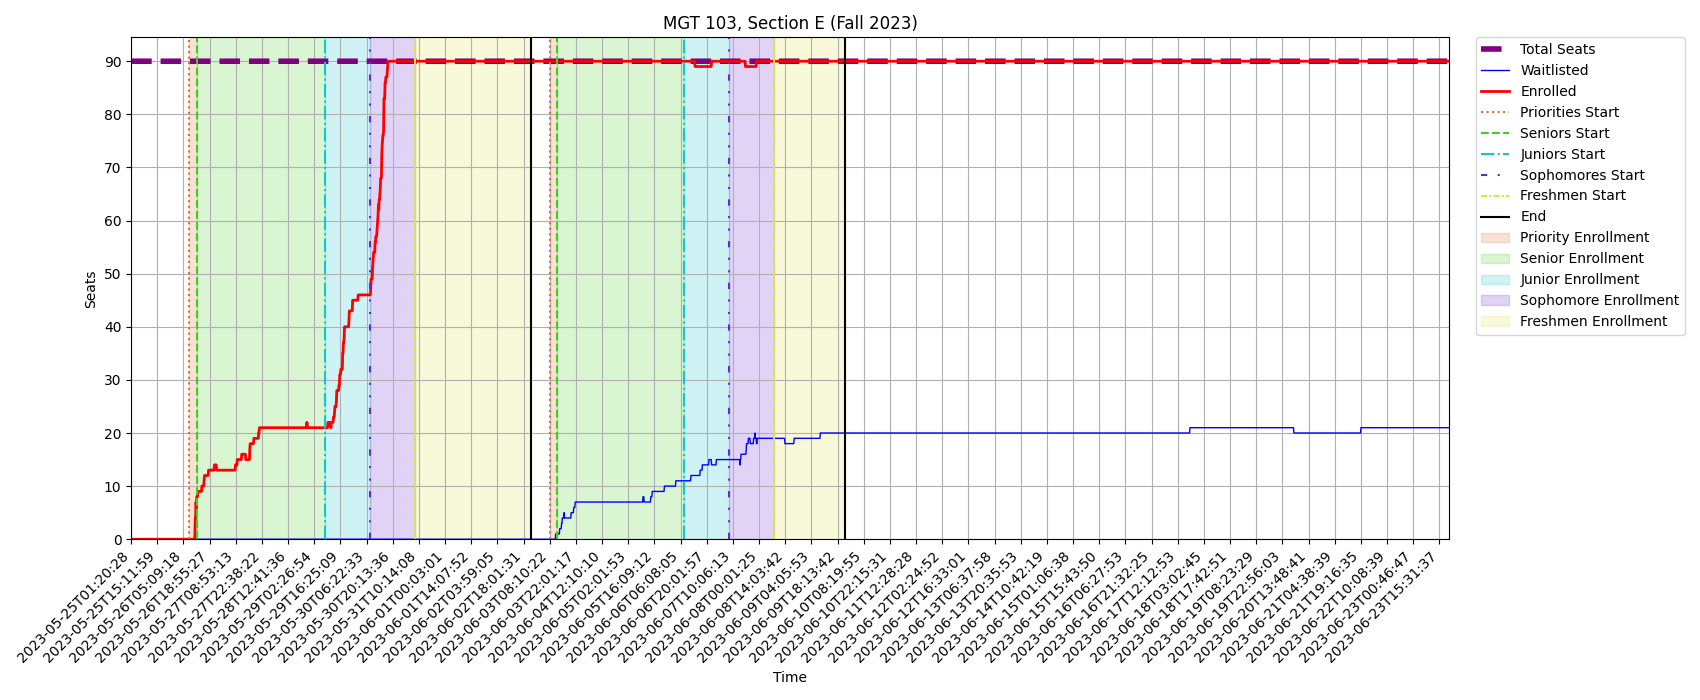 MGT 103, Section E (Fall 2023)
Seats
90
80
70
60
50
40
30
20
10
0
2023-05-25T01:20:28
2023-05-25T15:11:59
2023-05-26T05:09:18
2023-05-26T18:55:27
2023-05-27T08:53:13
2023-05-27T22:38:22
2023-05-28T12:41:36
2023-05-29T02:26:54
2023-05-29T16:25:09
2023-05-30T06:22:33
2023-05-30T20:13:36
2023-05-31T10:14:08
2023-06-01T00:03:01
2023-06-01T14:07:52
2023-06-02T03:59:05
2023-06-02T18:01:31
2023-06-03T08:10:22
2023-06-03T22:01:17
2023-06-04T12:10:10
2023-06-05T02:01:53
2023-06-05T16:09:12
2023-06-06T06:08:05
2023-06-06T20:01:57
2023-06-07T10:06:13
2023-06-08T00:01:25
2023-06-08T14:03:42
2023-06-09T04:05:53
2023-06-09T18:13:42
2023-06-10T08:19:55
2023-06-10T22:15:31
2023-06-11T12:28:28
2023-06-12T02:24:52
2023-06-12T16:33:01
2023-06-13T06:37:58
2023-06-13T20:35:53
2023-06-14T10:42:19
2023-06-15T01:06:38
2023-06-15T15:43:50
2023-06-16T06:27:53
2023-06-16T21:32:25
2023-06-17T12:12:53
2023-06-18T03:02:45
2023-06-18T17:42:51
2023-06-19T08:23:29
2023-06-19T22:56:03
2023-06-20T13:48:41
2023-06-21T04:38:39
2023-06-21T19:16:35
2023-06-22T10:08:39
2023-06-23T00:46:47
2023-06-23T15:31:37
Time
Total Seats
Waitlisted
Enrolled
Priorities Start
Seniors Start
Juniors Start
Sophomores Start
Freshmen Start
End
Priority Enrollment
Senior Enrollment
Junior Enrollment
Sophomore Enrollment
Freshmen Enrollment